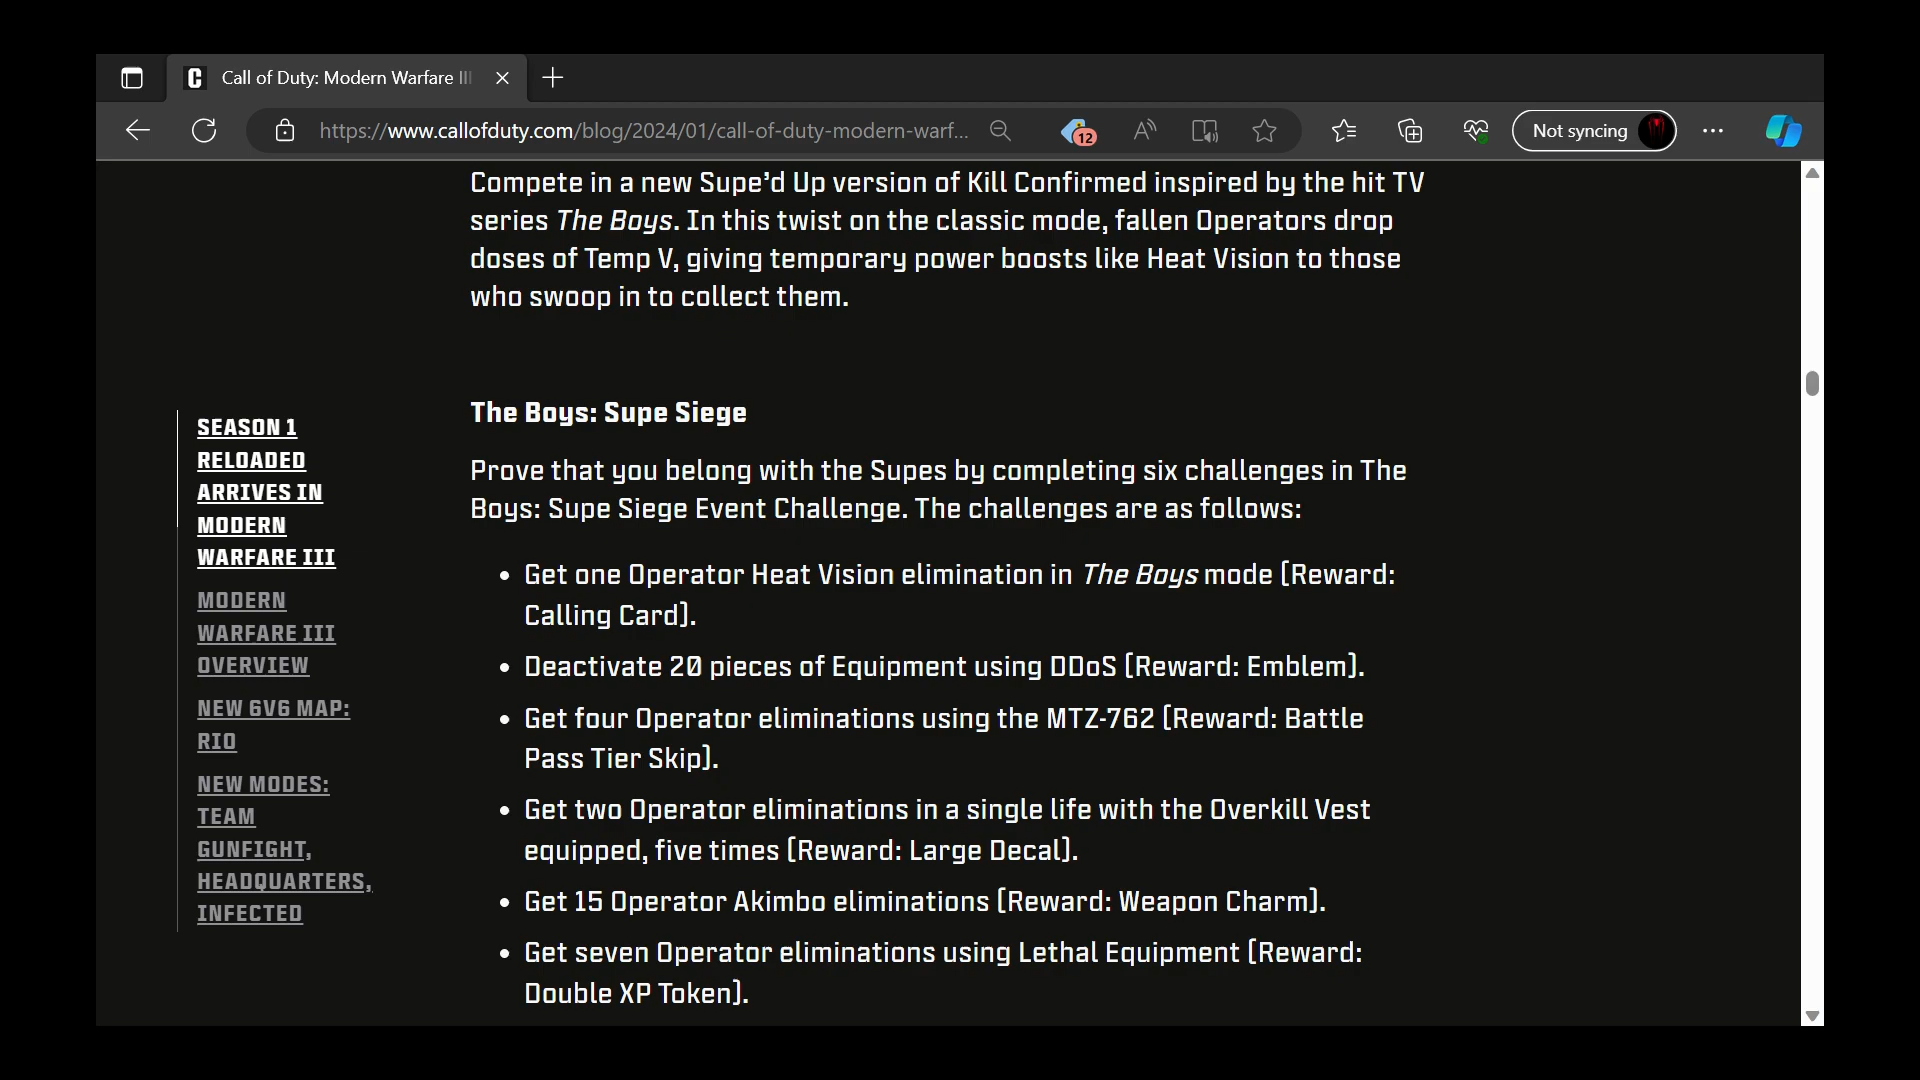 Call of Duty: Modern Warfare III
https://www.callofduty.com/blog/2024/01/call-of-duty-modern-warf...
12
Not syncing
Compete in a new Supe’d Up version of Kill Confirmed inspired by the hit TV
series The Boys. In this twist on the classic mode, fallen Operators drop
doses of Temp V, giving temporary power boosts like Heat Vision to those
who swoop in to collect them.
SEASON 1
RELOADED
ARRIVES IN
MODERN
WARFARE III
MODERN
WARFARE III
OVERVIEW
NEW 6V6 MAP:
RIO
NEW MODES:
TEAM
GUNFIGHT,
HEADQUARTERS,
INFECTED
The Boys: Supe Siege
Prove that you belong with the Supes by completing six challenges in The
Boys: Supe Siege Event Challenge. The challenges are as follows:
• Get one Operator Heat Vision elimination in The Boys mode [Reward:
Calling Card].
• Deactivate 20 pieces of Equipment using DDoS [Reward: Emblem].
• Get four Operator eliminations using the MTZ-762 [Reward: Battle
Pass Tier Skip].
• Get two Operator eliminations in a single life with the Overkill Vest
equipped, five times [Reward: Large Decal].
• Get 15 Operator Akimbo eliminations [Reward: Weapon Charm].
• Get seven Operator eliminations using Lethal Equipment [Reward:
Double XP Token].